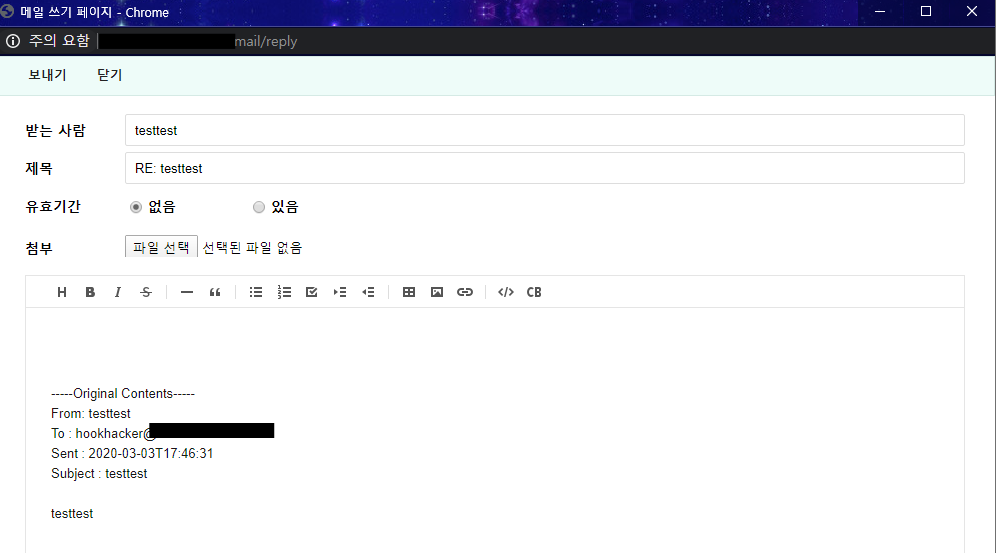 메일 쓰기 페이지 - Chrome
주의 요함 | mail/reply
보내기 닫기
받는 사람 testtest
제목 RE: testtest
유효기간 없음 있음
첨부 파일 선택 선택된 파일 없음
H B I S — “ </> CB
-----Original Contents-----
From: testtest
To : hookhacker@
Sent : 2020-03-03T17:46:31
Subject : testtest
testtest